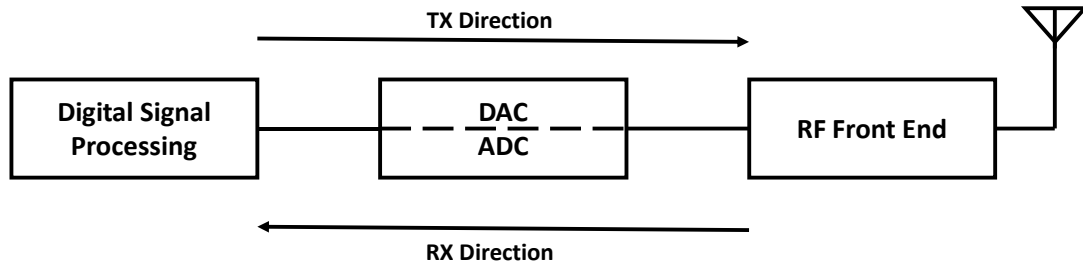 TX Direction
Digital Signal
Processing
DAC
ADC
RF Front End
RX Direction